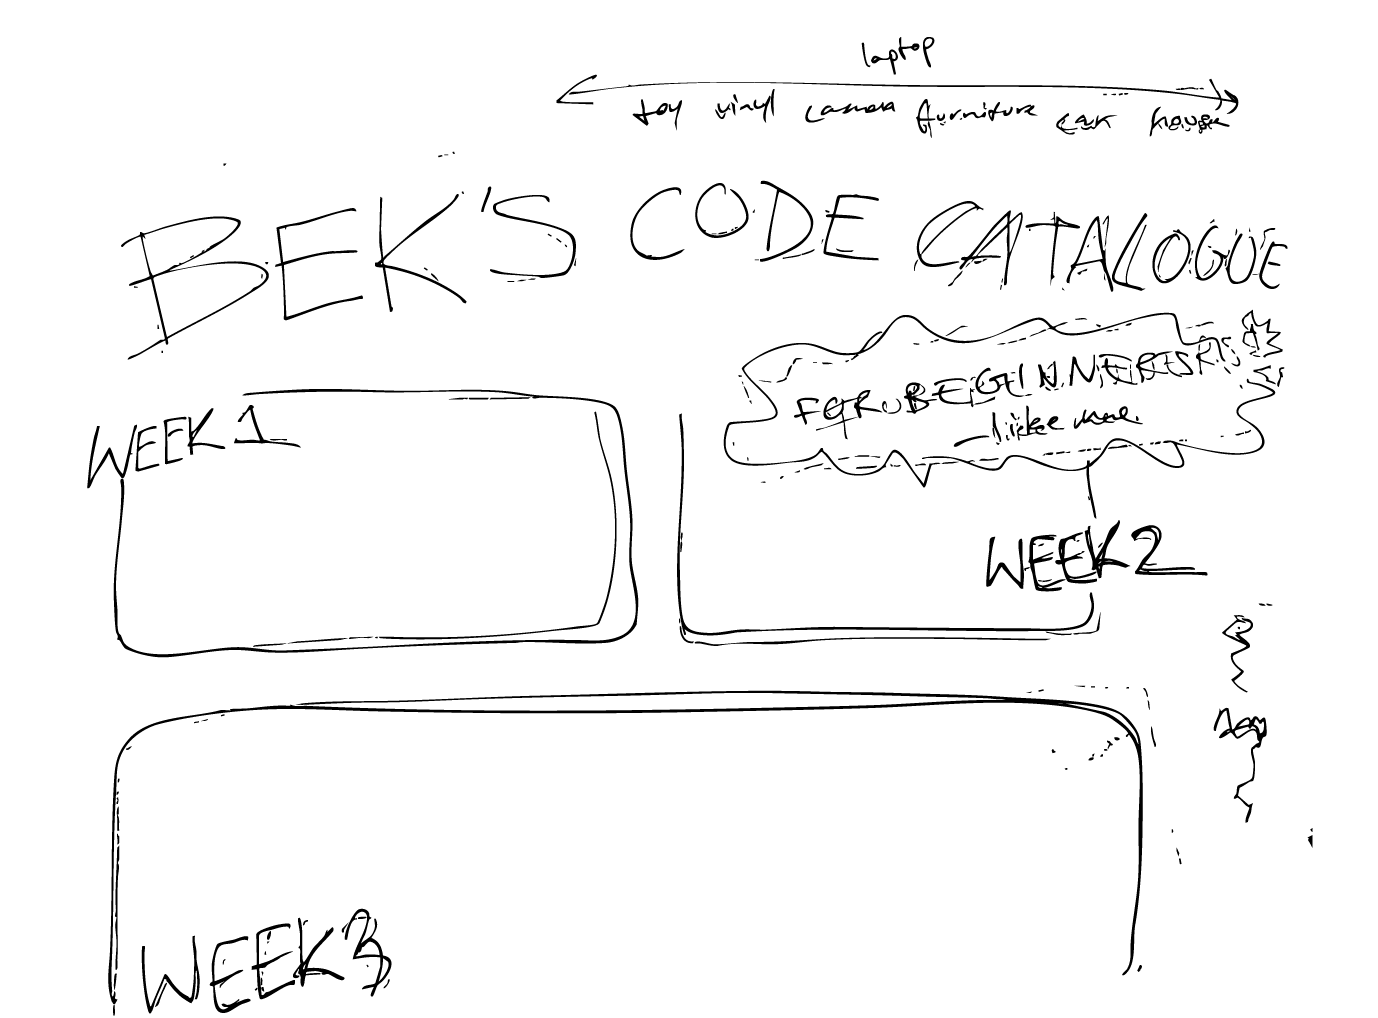 laptop
toy vinyl camera furniture car house
BEK'S CODE CATALOGUE
FOR BEGINNERS
- like me.
WEEK 1
WEEK 2
WEEK 3